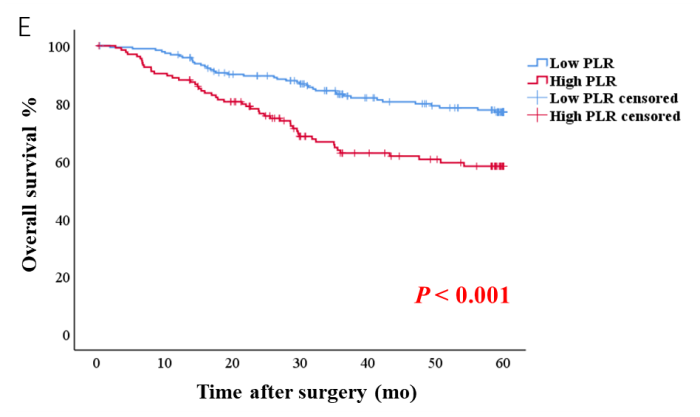 E
100
80
60
40
20
0
Overall survival %
0 10 20 30 40 50 60
Time after surgery (mo)
Low PLR
High PLR
Low PLR censored
High PLR censored
P < 0.001